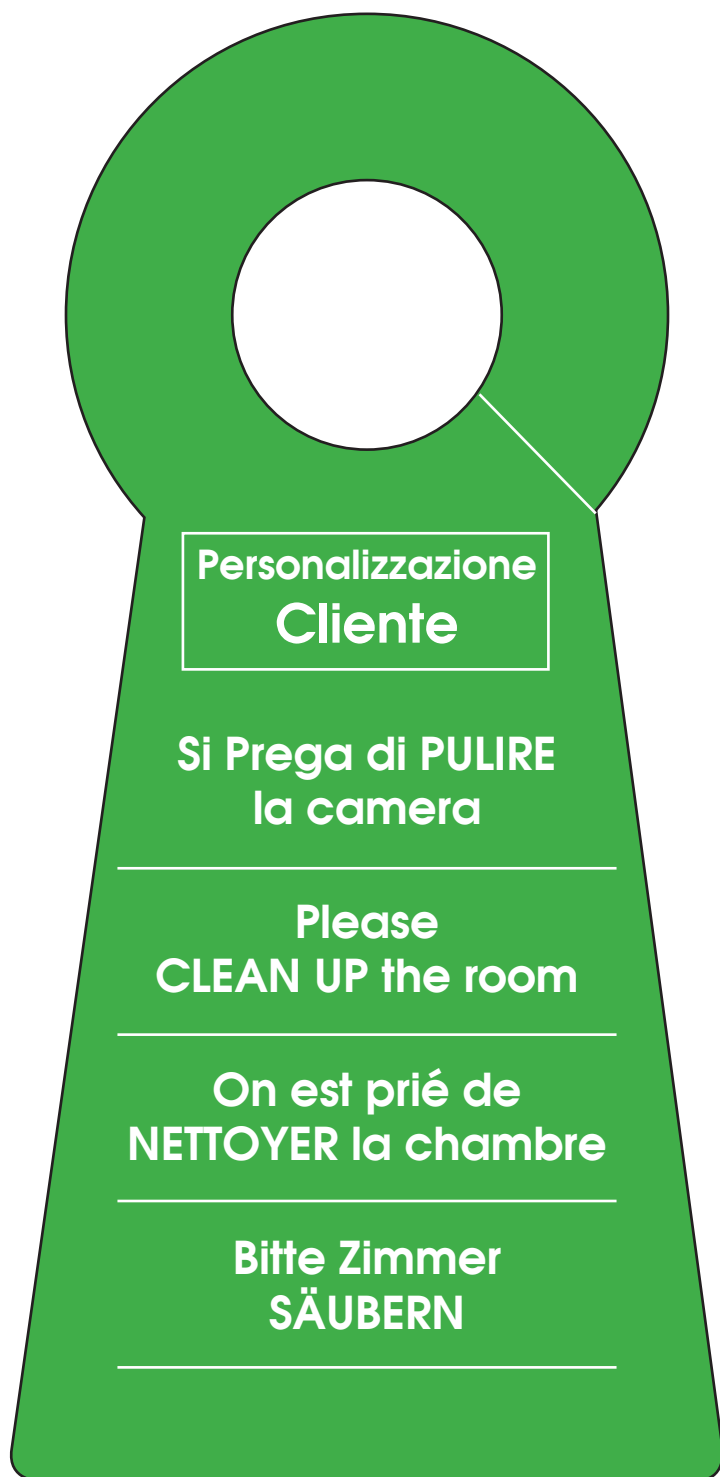 Personalizzazione
Cliente
Si Prega di PULIRE
la camera
Please
CLEAN UP the room
On est prié de
NETTOYER la chambre
Bitte Zimmer
SÄUBERN